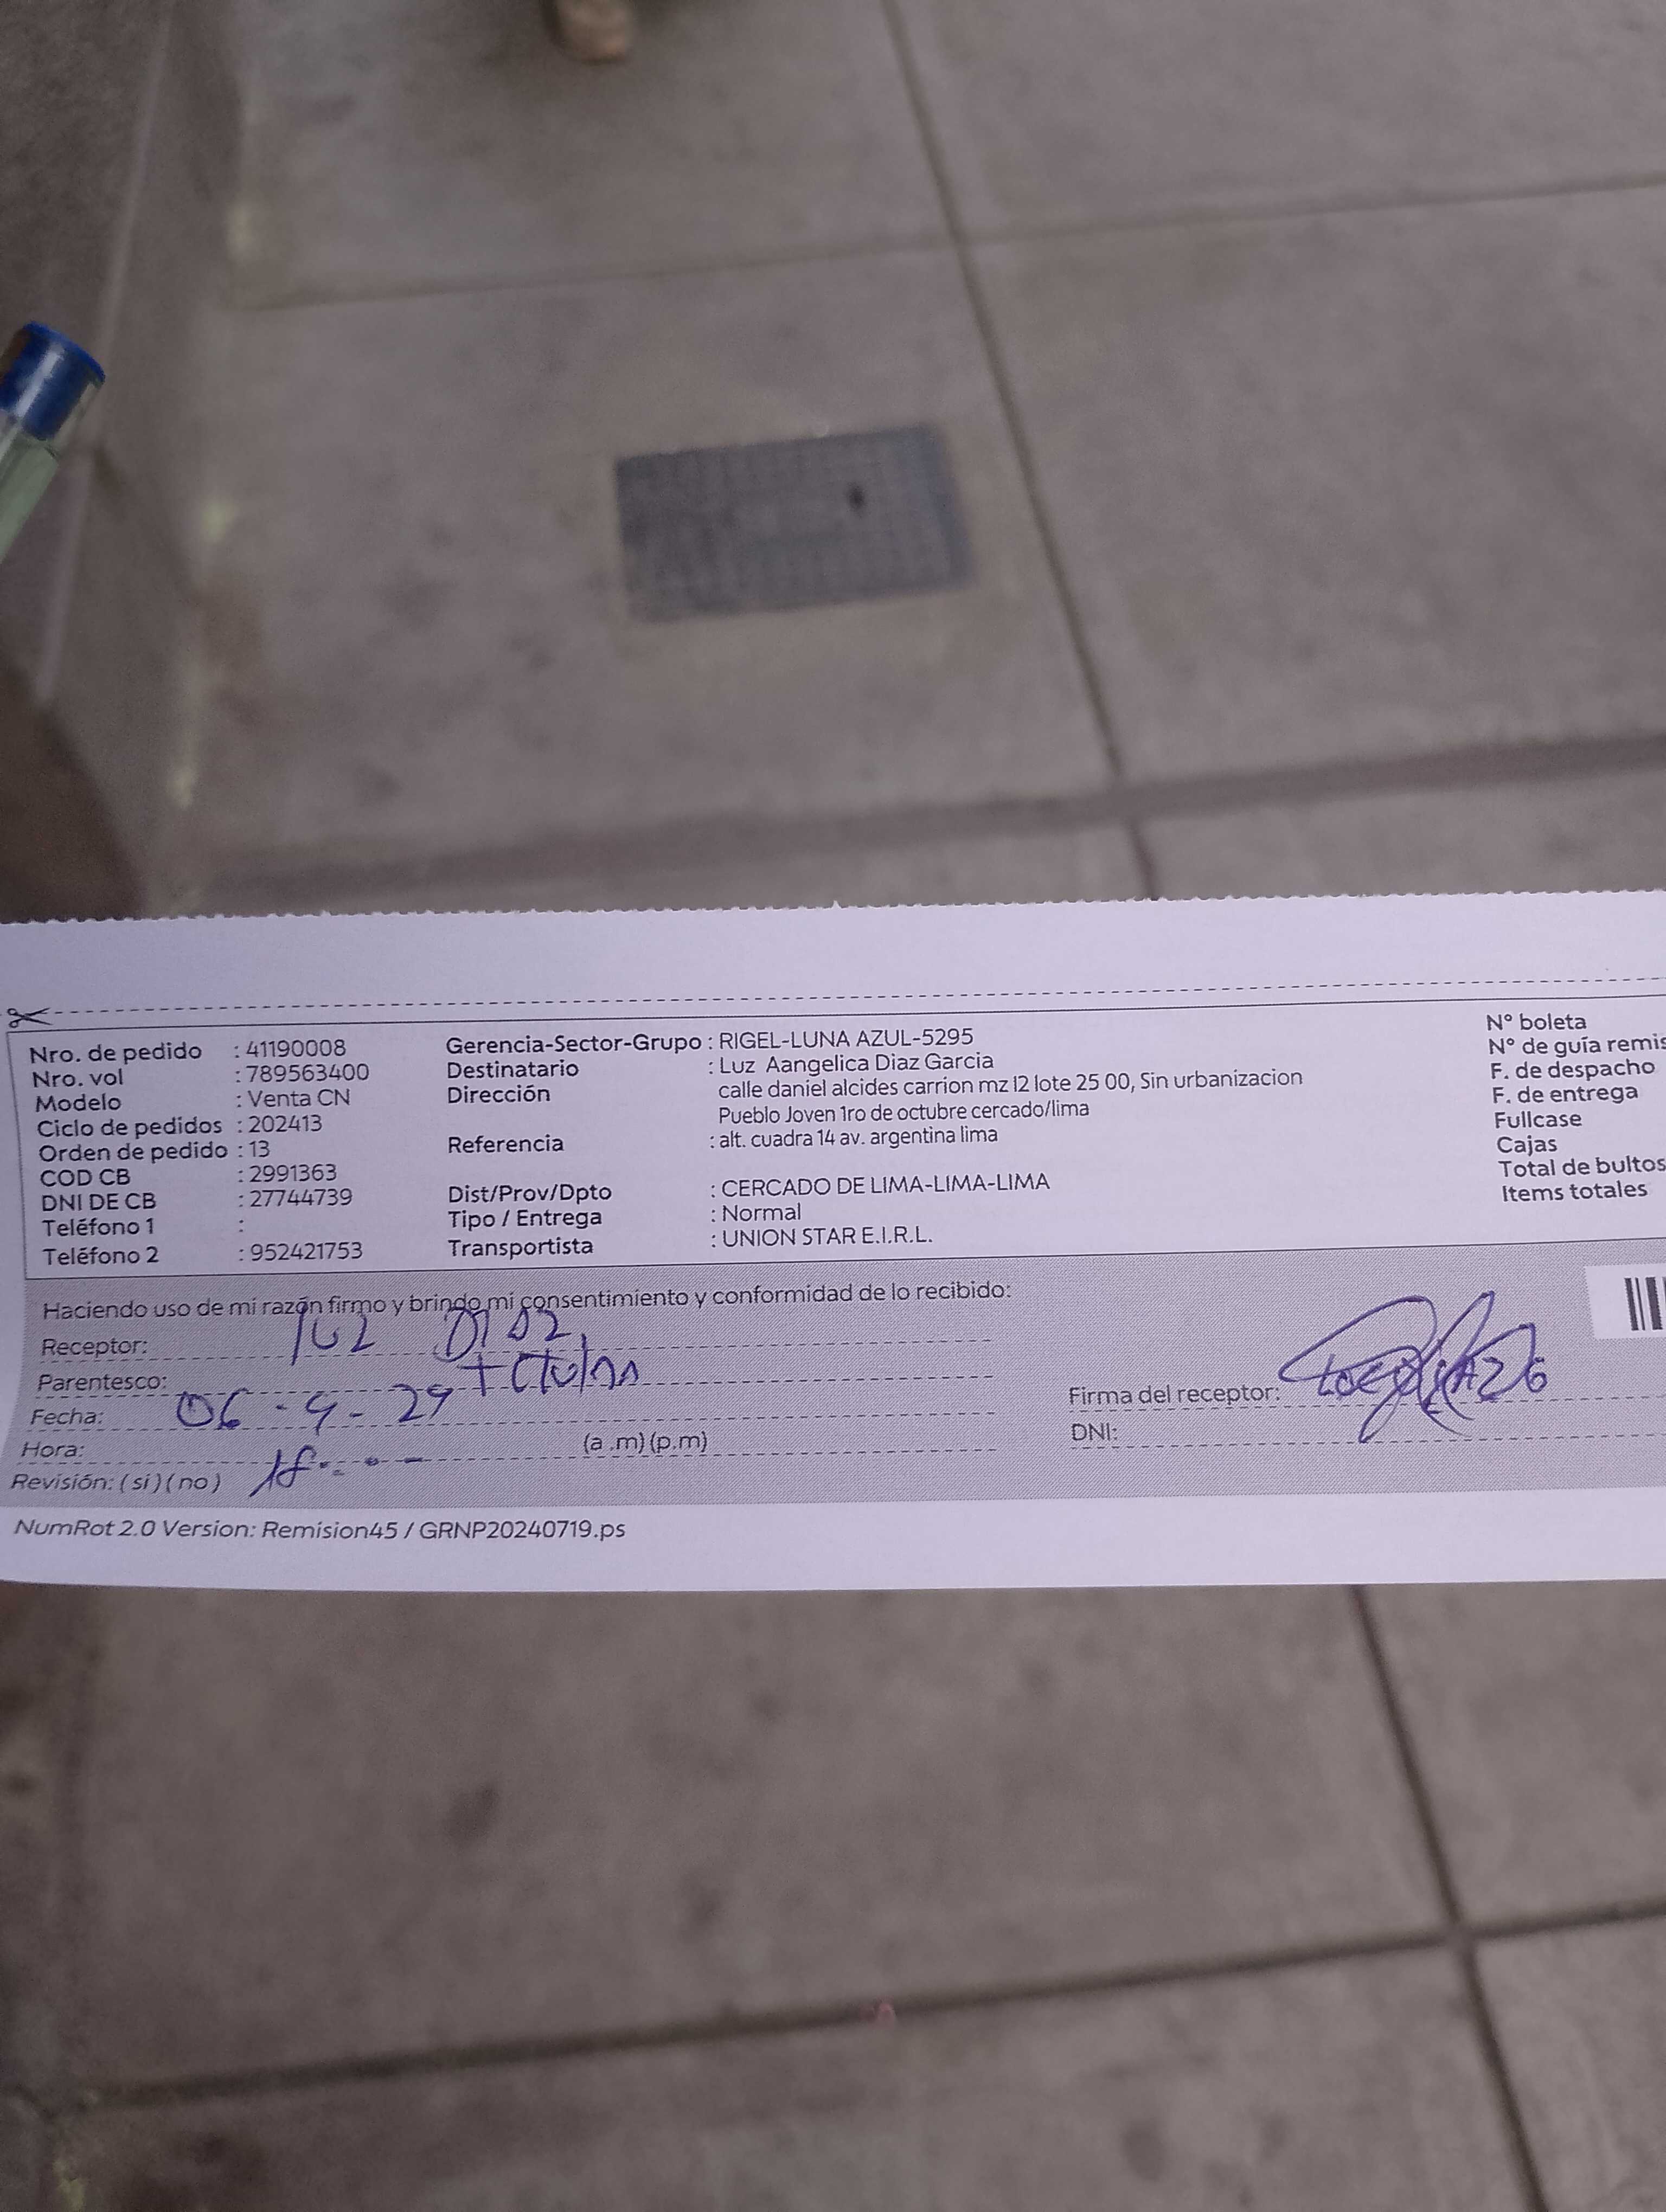 Nro. de pedido : 41190008
Nro. vol : 789563400
Modelo : Venta CN
Ciclo de pedidos : 202413
Orden de pedido : 13
COD CB : 2991363
DNI DE CB : 27744739
Teléfono 1 :
Teléfono 2 : 952421753
Gerencia-Sector-Grupo : RIGEL-LUNA AZUL-5295
Destinatario : Luz Aangelica Diaz Garcia
Dirección calle daniel alcides carrion mz I2 lote 25 00, Sin urbanizacion
Pueblo Joven 1ro de octubre cercado/lima
Referencia : alt. cuadra 14 av. argentina lima
Dist/Prov/Dpto : CERCADO DE LIMA-LIMA-LIMA
Tipo / Entrega : Normal
Transportista : UNION STAR E.I.R.L.
N° boleta
N° de guía remis
F. de despacho
F. de entrega
Fullcase
Cajas
Total de bultos
Items totales
Haciendo uso de mi razón firmo y brindo mi consentimiento y conformidad de lo recibido:
Receptor: luz DIAZ
Parentesco:
Fecha: 06-9-
Hora: (a .m) (p.m)
Revisión: ( si ) ( no )
Firma del receptor:
DNI:
NumRot 2.0 Version: Remision45 / GRNP20240719.ps